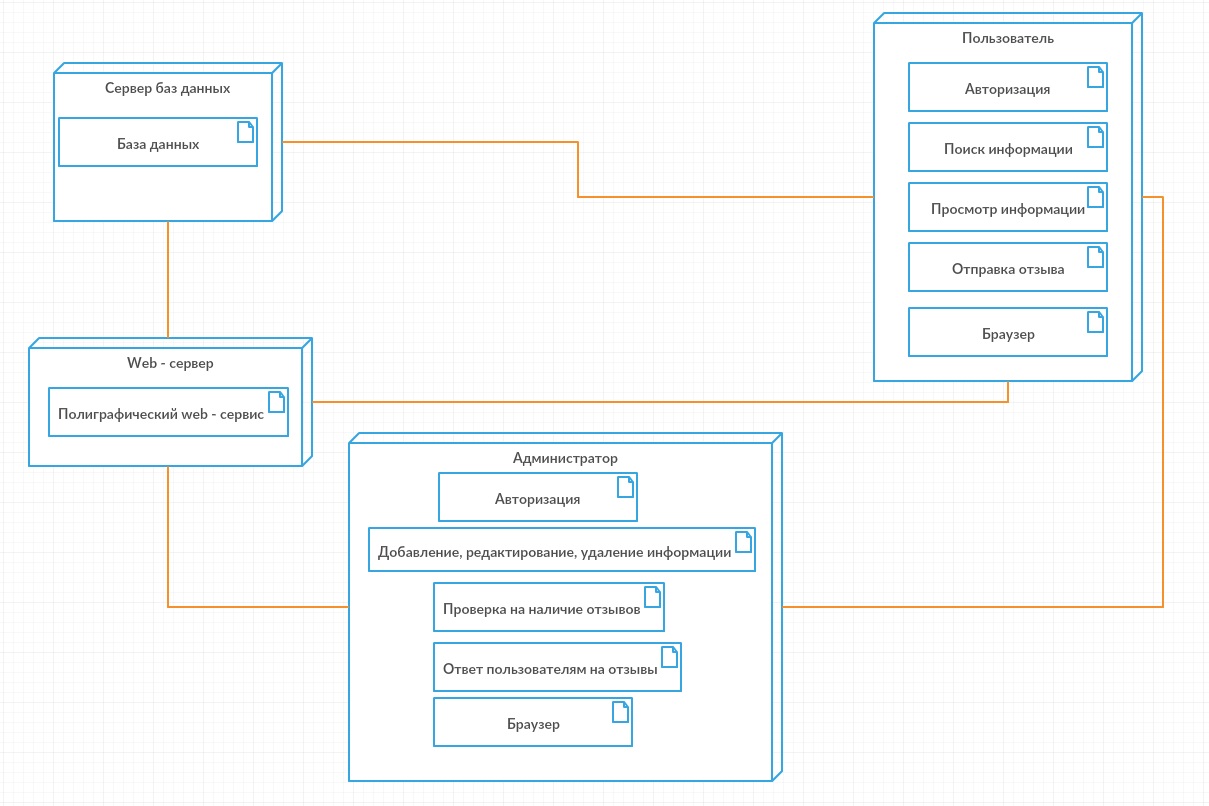 Сервер баз данных
База данных
Пользователь
Авторизация
Поиск информации
Просмотр информации
Отправка отзыва
Браузер
Web - сервер
Полиграфический web - сервис
Администратор
Авторизация
Добавление, редактирование, удаление информации
Проверка на наличие отзывов
Ответ пользователям на отзывы
Браузер